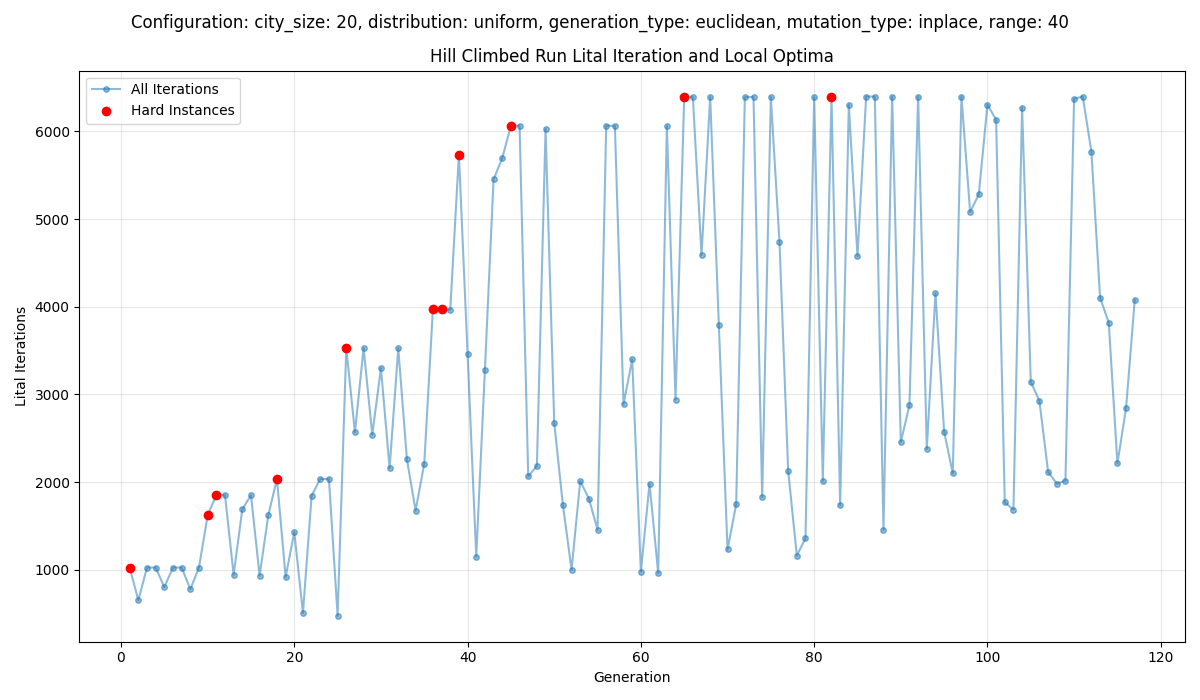 Configuration: city_size: 20, distribution: uniform, generation_type: euclidean, mutation_type: inplace, range: 40
Hill Climbed Run Lital Iteration and Local Optima
All Iterations
Hard Instances
Lital Iterations
6000
5000
4000
3000
2000
1000
0 20 40 60 80 100 120
Generation